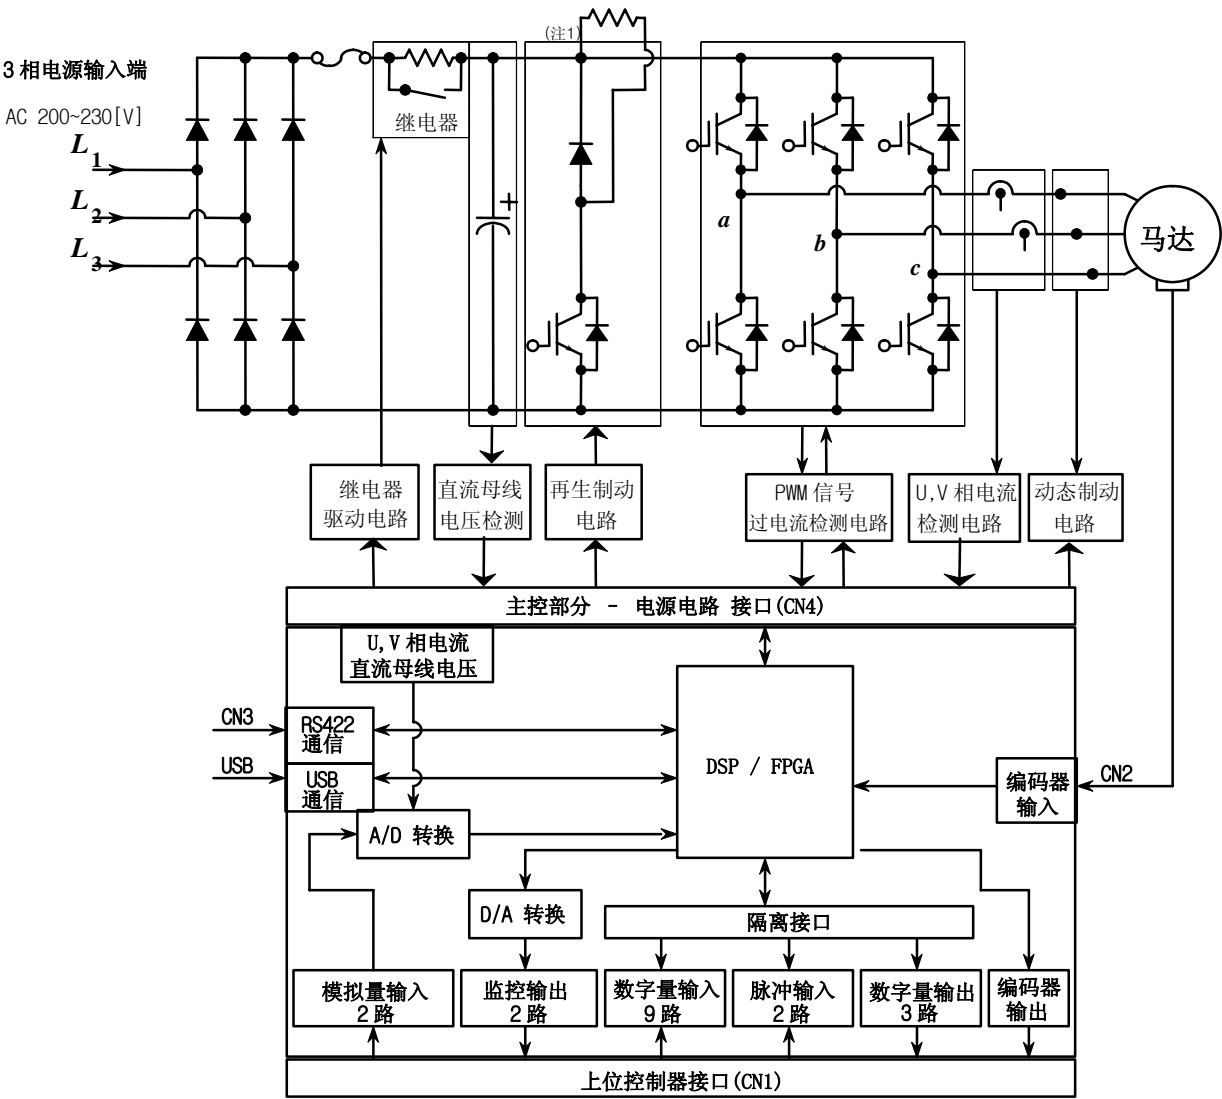 (注1)
3 相电源输入端
AC 200~230[V]
L1
L2
L3
继电器
+
a
b
c
马达
继电器
驱动电路
直流母线
电压检测
再生制动
电路
PWM 信号
过电流检测电路
U,V 相电流
检测电路
动态制动
电路
主控部分 - 电源电路 接口(CN4)
U,V 相电流
直流母线电压
CN3
RS422
通信
USB
USB
通信
DSP / FPGA
编码器
输入
CN2
A/D 转换
D/A 转换
隔离接口
模拟量输入
2 路
监控输出
2 路
数字量输入
9 路
脉冲输入
2 路
数字量输出
3 路
编码器
输出
上位控制器接口(CN1)